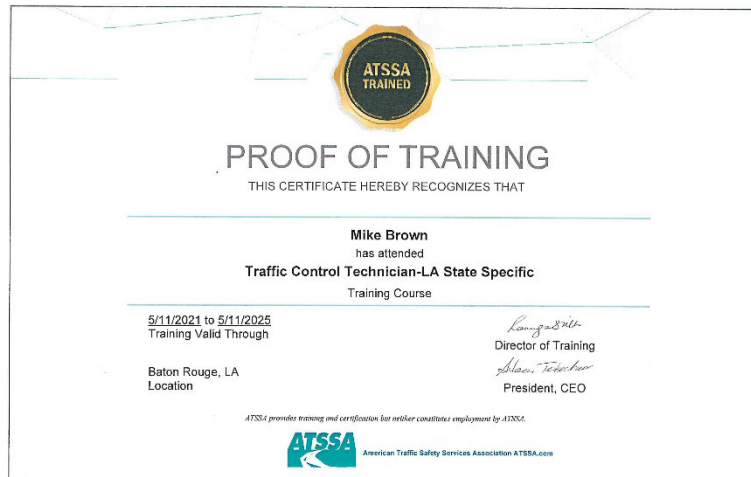 ATSSA
TRAINED
PROOF OF TRAINING
THIS CERTIFICATE HEREBY RECOGNIZES THAT
Mike Brown
has attended
Traffic Control Technician-LA State Specific
Training Course
5/11/2021 to 5/11/2025
Training Valid Through
Director of Training
Baton Rouge, LA
Location
President, CEO
ATSSA provides training and certification but neither constitutes employment by ATSSA.
ATSSA
American Traffic Safety Services Association ATSSA.com